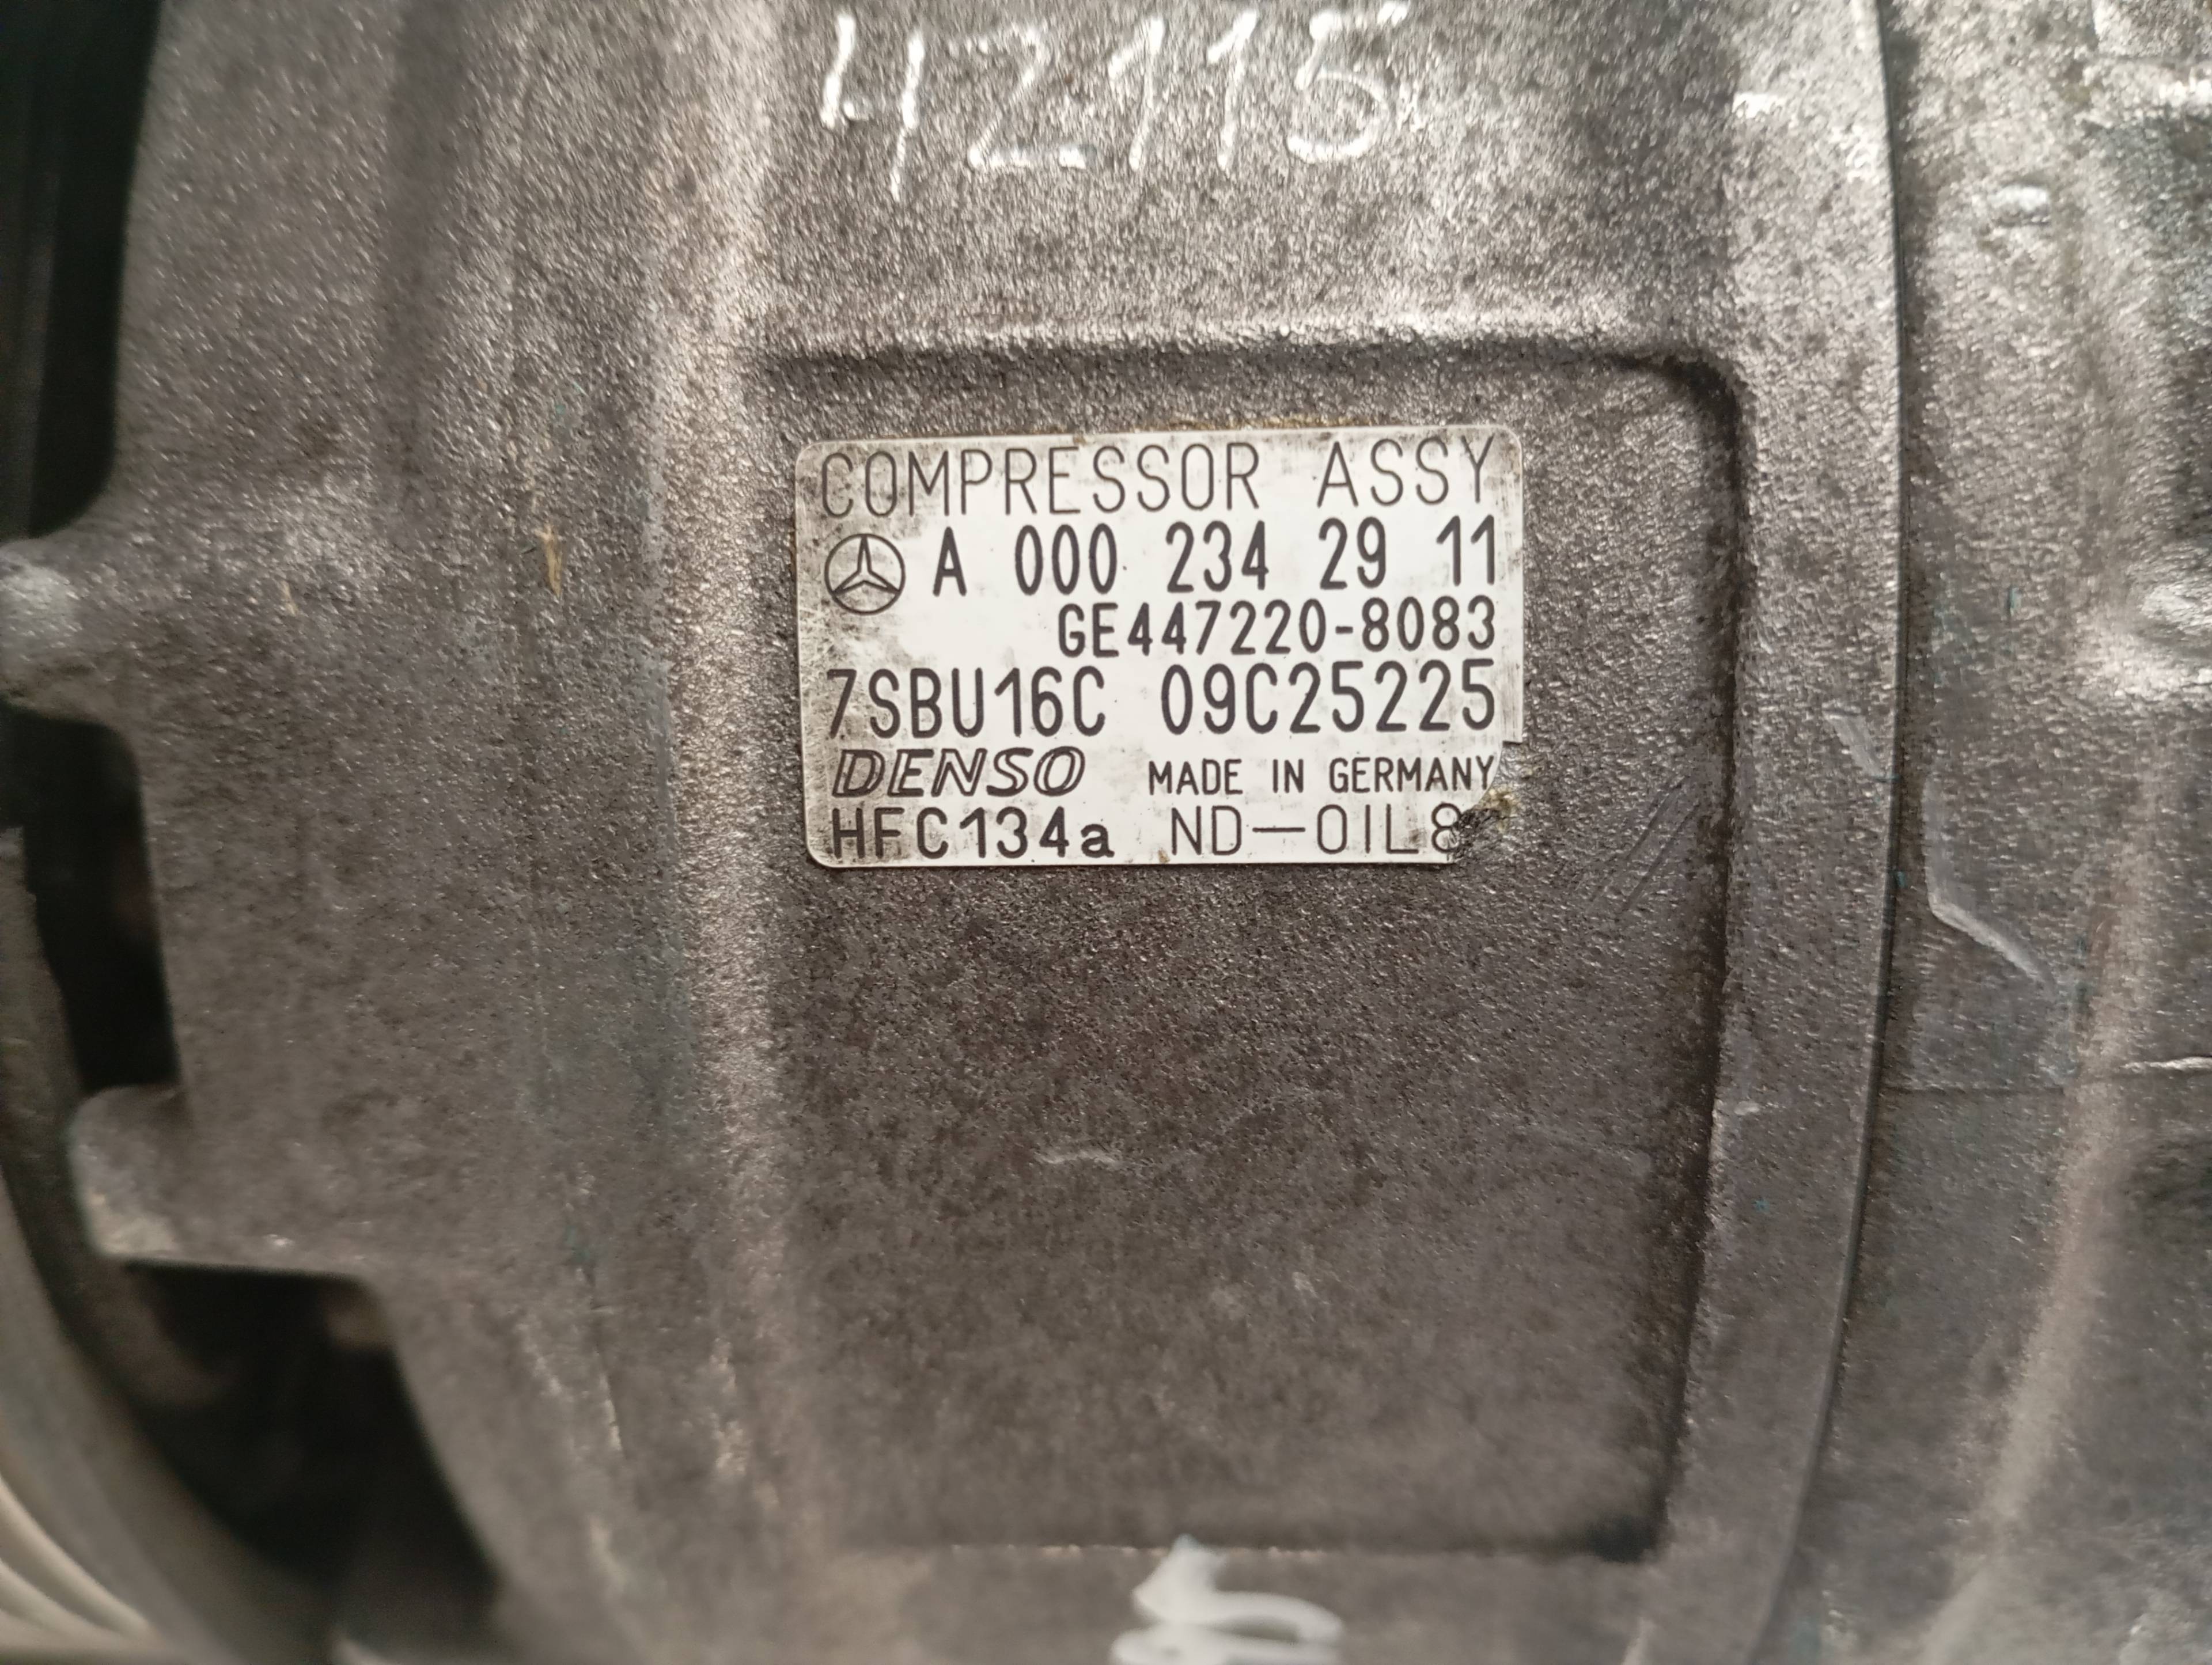 42115
COMPRESSOR ASSY
A 000 234 29 11
GE447220-8083
7SBU16C 09C25225
DENSO MADE IN GERMANY
HFC134a ND-OIL8